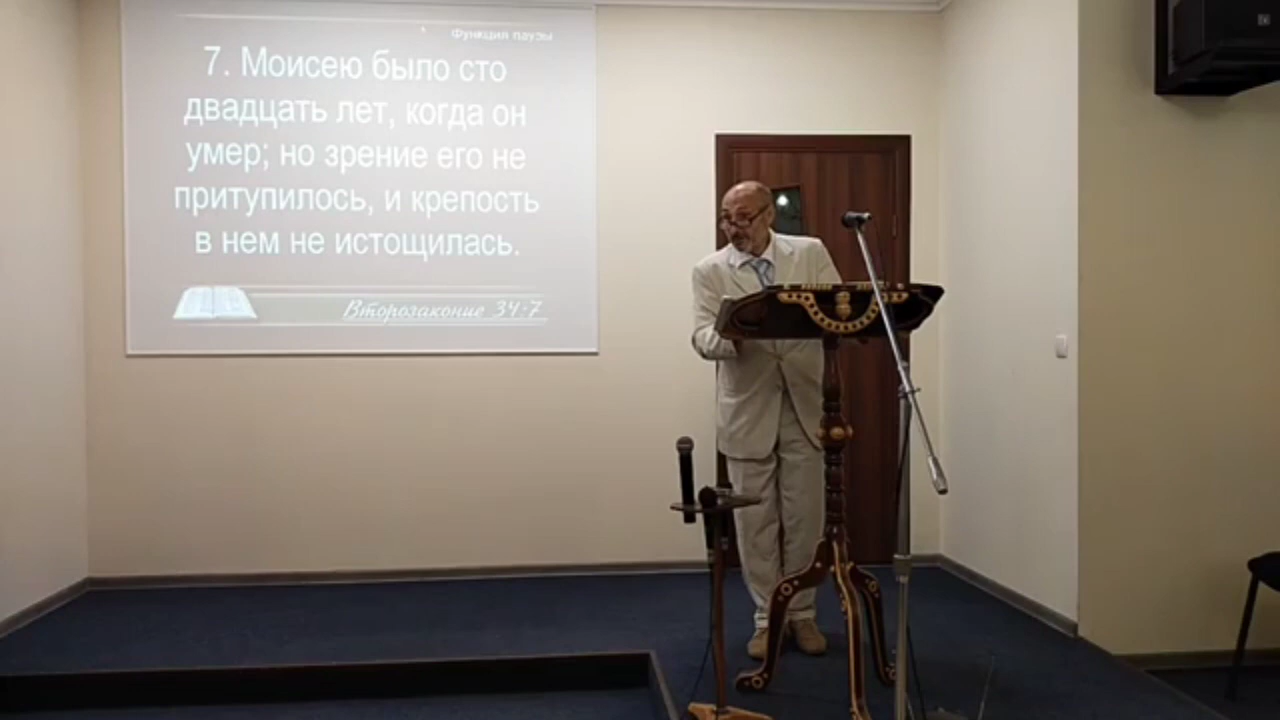 Функция паузы
7. Моисею было сто
двадцать лет, когда он
умер; но зрение его не
притупилось, и крепость
в нем не истощилась.
Второзаконие 34:7